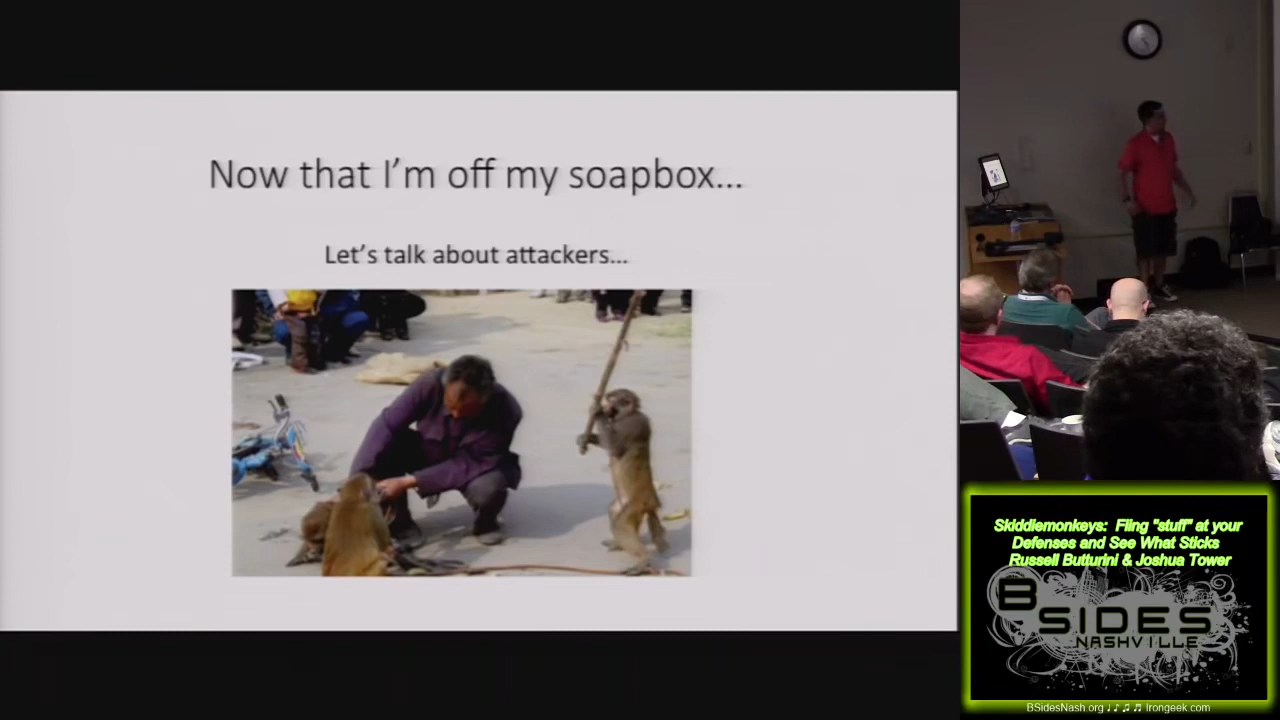 Now that I'm off my soapbox...
Let's talk about attackers...
Skiddiemonkeys: Fling "stuff" at your
Defenses and See What Sticks
Russell Butturini & Joshua Tower
BSIDES
NASHVILLE
BSidesNash.org ♩ ♪ ♫ ♬ Irongeek.com